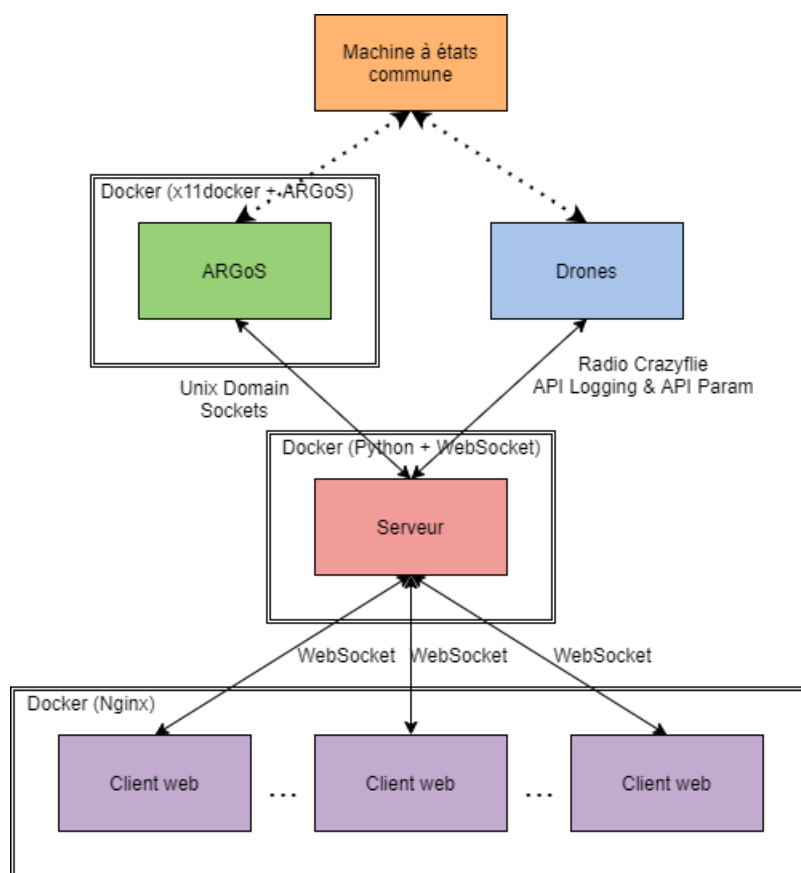 Machine à états
commune
Docker (x11docker + ARGoS)
ARGoS
Drones
Unix Domain
Sockets
Radio Crazyflie
API Logging & API Param
Docker (Python + WebSocket)
Serveur
WebSocket
WebSocket
WebSocket
Docker (Nginx)
Client web
...
Client web
...
Client web